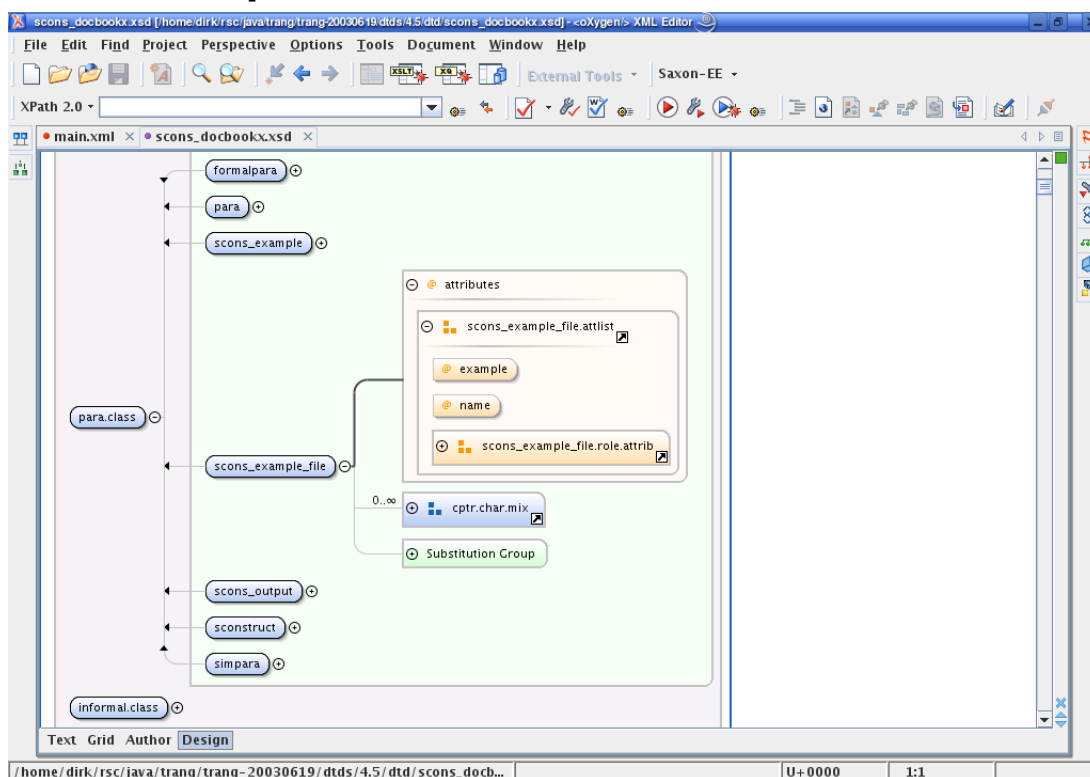 scons_docbookx.xsd [/home/dirk/rsc/java/trang/trang-20030619/dtds/4.5/dtd/scons_docbookx.xsd] - <oXygen/> XML Editor
File Edit Find Project Perspective Options Tools Document Window Help
XSLT XQ External Tools Saxon-EE
XPath 2.0
main.xml × scons_docbookx.xsd ×
formalpara
para
scons_example
@ attributes
scons_example_file.attlist
@ example
@ name
para.class
scons_example_file.role.attrib
scons_example_file
0..∞
cptr.char.mix
Substitution Group
scons_output
sconstruct
simpara
informal.class
Text Grid Author Design
/home/dirk/rsc/java/trang/trang-20030619/dtds/4.5/dtd/scons_docb... U+0000 1:1